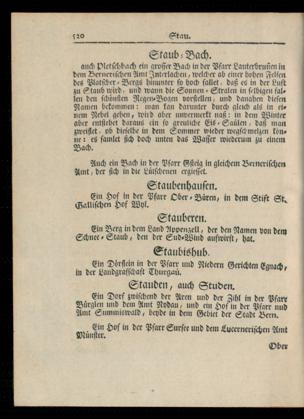 520 Stau.
Staub-Bach.
auch Pletschbach ein grosser Bach in der Pfarr Lauterbrunnen in
dem Bernerischen Amt Interlachen, welcher ab einer hohen Felsen
des Platscher-Bergs hinunter so hoch fallet, daß es in der Luft
zu Staub wird; und wann die Sonnen-Stralen in selbigen fal-
len den schönsten Regen-Bogen vorstellen; und danahen diesen
Namen bekommen: man kan darunter durch gleich als in ei-
nem Nebel gehen, wird aber unvermerkt naß: in dem Winter
aber entstehet daraus ein so greuliche Eis-Säulen, daß man
zweiflet, ob dieselbe in dem Sommer wieder wegschmelzen kön-
ne: es samlet sich doch unten das Wasser wiederum zu einem
Bach.
Auch ein Bach in der Pfarr Gsteig in gleichem Bernerischen
Amt, der sich in die Lütschenen ergiesset.
Staubenhausen.
Ein Hof in der Pfarr Ober-Büren, in dem Stift St.
Gallischen Hof Wyl.
Stauberen.
Ein Berg in dem Land Appenzell, der den Namen von dem
Schnee-Staub, den der Sud-Wind aufwirft, hat.
Staubishub.
Ein Dörflein in der Pfarr und Niedern Gerichten Egnach,
in der Landgrafschaft Thurgäu.
Stauden, auch Studen.
Ein Dorf zwischend der Aren und der Zihl in der Pfarr
Bürglen und dem Amt Nydau, und ein Hof in der Pfarr und
Amt Summiswald, beyde in dem Gebiet der Stadt Bern.
Ein Hof in der Pfarr Sursee und dem Lucernerischen Amt
Münster.
Ober